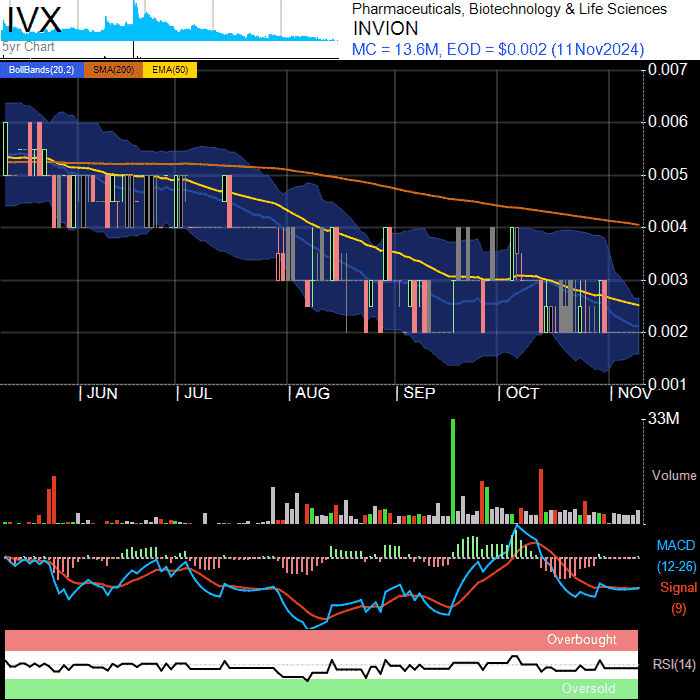 IVX
5yr Chart
Pharmaceuticals, Biotechnology & Life Sciences
INVION
MC = 13.6M, EOD = $0.002 (11Nov2024)
BollBands(20,2) SMA(200) EMA(50)
0.007
0.006
0.005
0.004
0.003
0.002
0.001
JUN JUL AUG SEP OCT NOV
33M
Volume
MACD
(12-26)
Signal
(9)
Overbought
RSI(14)
Oversold